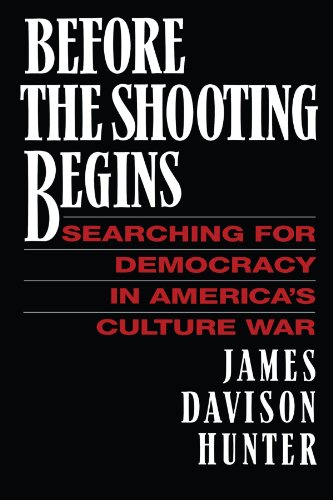 BEFORE
THE SHOOTING
BEGINS
SEARCHING FOR
DEMOCRACY
IN AMERICA'S
CULTURE WAR
JAMES
DAVISON
HUNTER